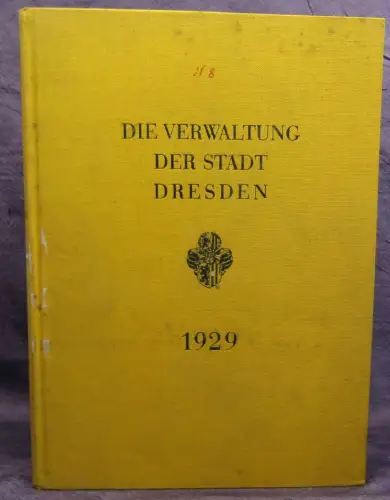 DIE VERWALTUNG
DER STADT
DRESDEN
1929